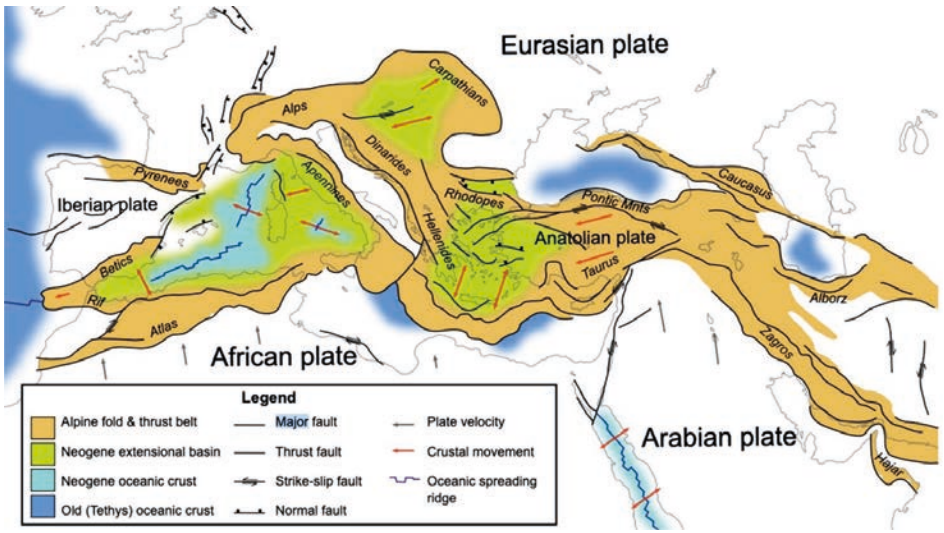 Eurasian plate
Carpathians
Alps
Dinarides
Apennines
Pyrenees
Iberian plate
Caucasus
Rhodopes
Pontic Mnts
Hellenides
Anatolian plate
Taurus
Betics
Rif
Atlas
Alborz
Zagros
African plate
Arabian plate
Hajar
Legend
Alpine fold & thrust belt
Major fault
Plate velocity
Neogene extensional basin
Thrust fault
Crustal movement
Neogene oceanic crust
Strike-slip fault
Oceanic spreading
ridge
Old (Tethys) oceanic crust
Normal fault